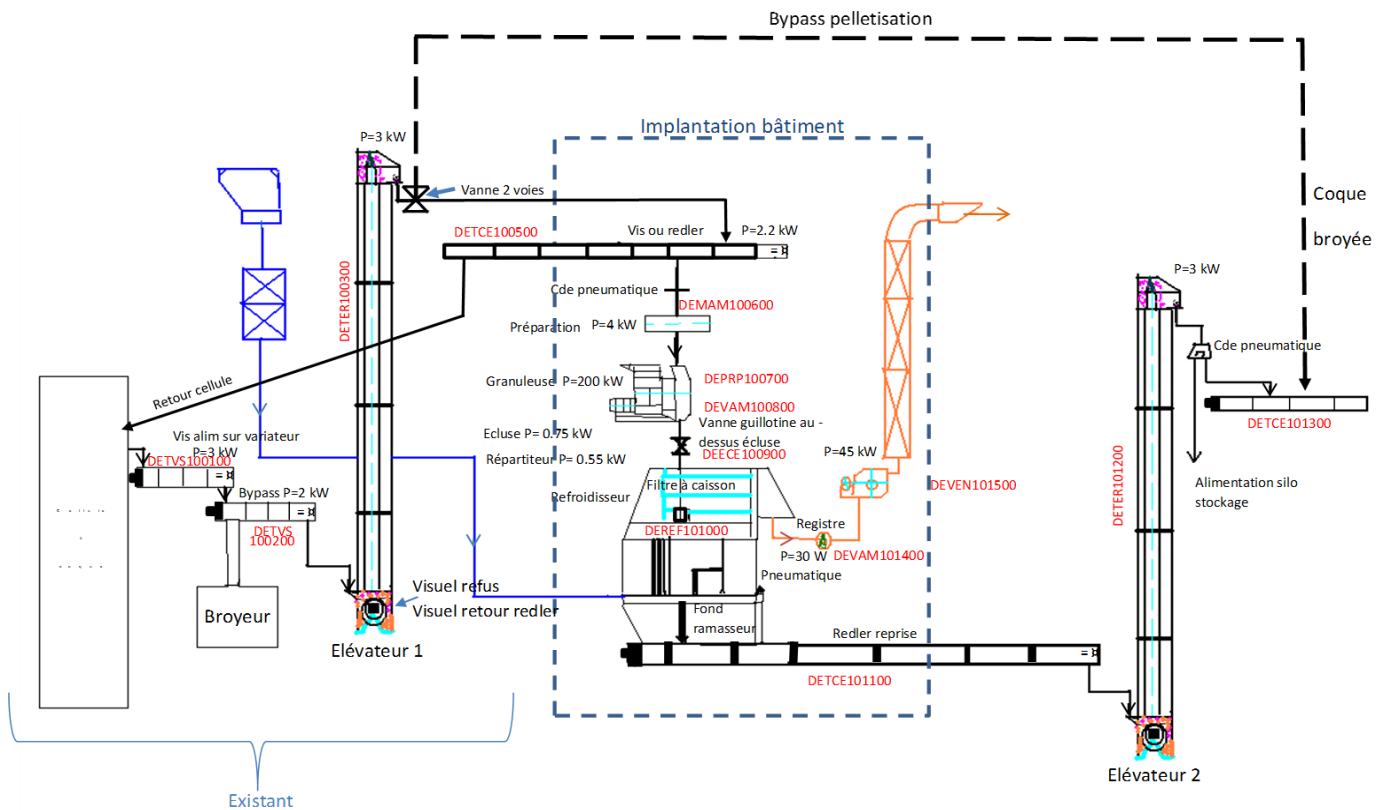 Bypass pelletisation
Implantation bâtiment
P=3 kW
Vanne 2 voies
Coque
broyée
DETCE100500
Vis ou redler
P=2.2 kW
DETER100300
P=3 kW
Cde pneumatique
DEMAM100600
Préparation
P=4 kW
Cde pneumatique
Granuleuse P=200 kW
DEPRP100700
Retour cellule
DEVAM100800
DETCE101300
Vanne guillotine au -
dessus écluse
Ecluse P= 0.75 kW
DEECE100900
Vis alim sur variateur
P=3 kW
DETVS100100
Répartiteur P= 0.55 kW
P=45 kW
DETER101200
Alimentation silo
stockage
Filtre à caisson
DEVEN101500
Bypass P=2 kW
Refroidisseur
DETVS
100200
DEREF101000
Registre
P=30 W
DEVAM101400
Pneumatique
Visuel refus
Visuel retour redler
Broyeur
Fond
ramasseur
Redler reprise
Elévateur 1
DETCE101100
Elévateur 2
Existant